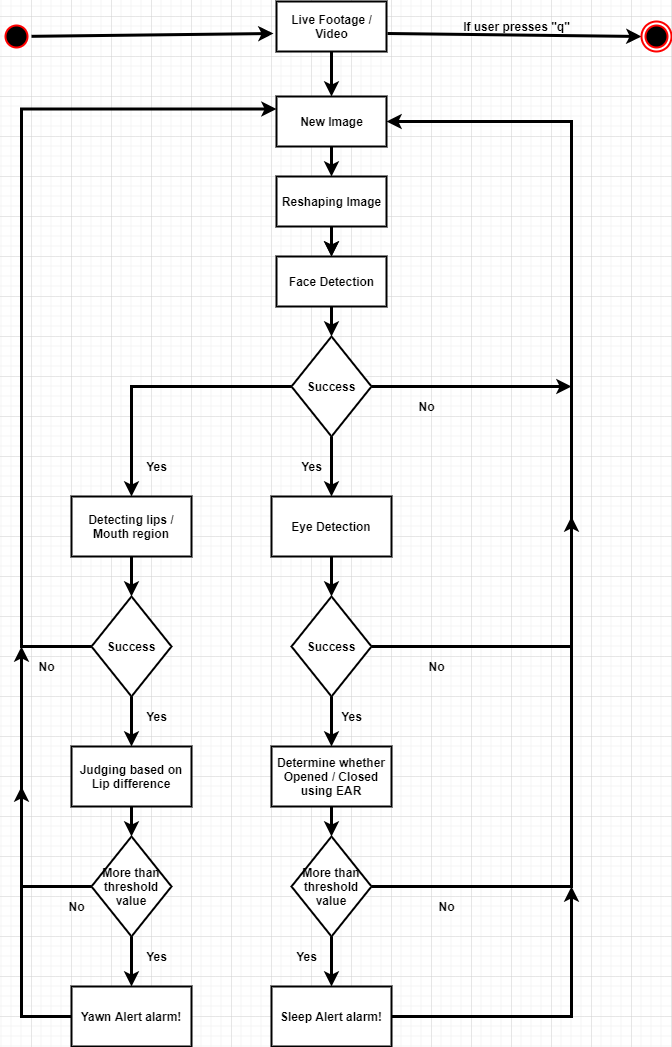 Live Footage /
Video
If user presses "q"
New Image
Reshaping Image
Face Detection
Success
No
Yes
Yes
Detecting lips /
Mouth region
Eye Detection
Success
Success
No
No
Yes
Yes
Judging based on
Lip difference
Determine whether
Opened / Closed
using EAR
More than
threshold
value
More than
threshold
value
No
No
Yes
Yes
Yawn Alert alarm!
Sleep Alert alarm!